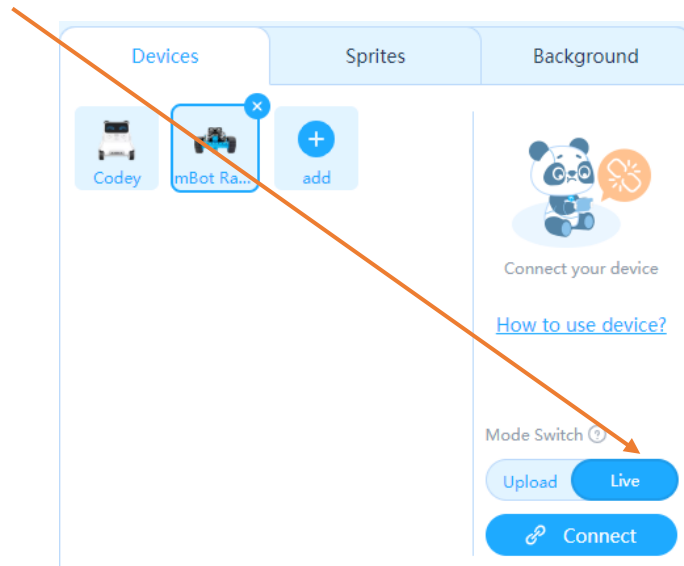 Devices
Sprites
Background
Codey
mBot Ra...
add
Connect your device
How to use device?
Mode Switch
Upload
Live
Connect